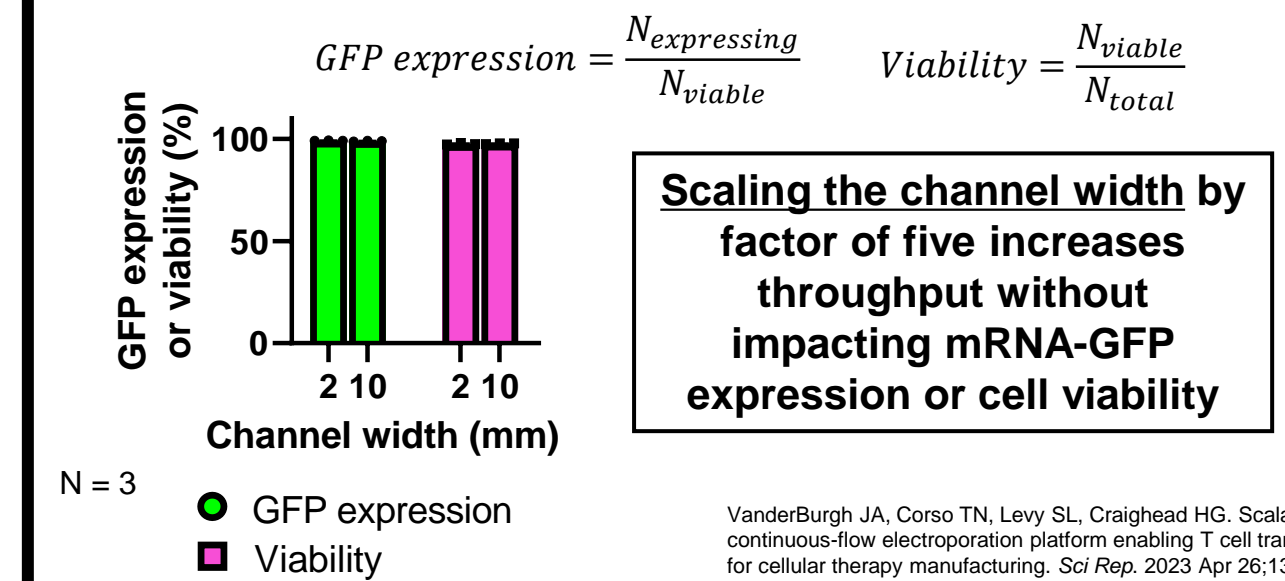 GFP expression = N_expressing / N_viable
Viability = N_viable / N_total
GFP expression
or viability (%)
100
50
0
2 10 2 10
Channel width (mm)
N = 3
GFP expression
Viability
Scaling the channel width by
factor of five increases
throughput without
impacting mRNA-GFP
expression or cell viability
VanderBurgh JA, Corso TN, Levy SL, Craighead HG. Scala
continuous-flow electroporation platform enabling T cell tran
for cellular therapy manufacturing. Sci Rep. 2023 Apr 26;13